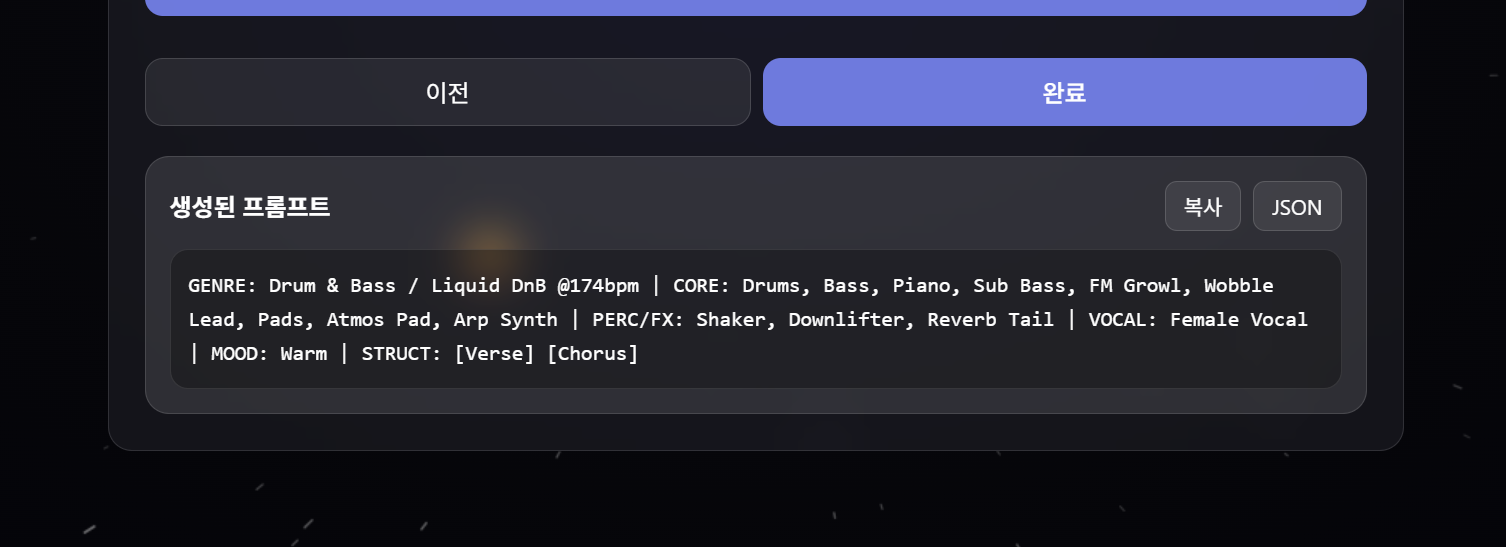 이전
완료
생성된 프롬프트
복사
JSON
GENRE: Drum & Bass / Liquid DnB @174bpm | CORE: Drums, Bass, Piano, Sub Bass, FM Growl, Wobble
Lead, Pads, Atmos Pad, Arp Synth | PERC/FX: Shaker, Downlifter, Reverb Tail | VOCAL: Female Vocal
| MOOD: Warm | STRUCT: [Verse] [Chorus]